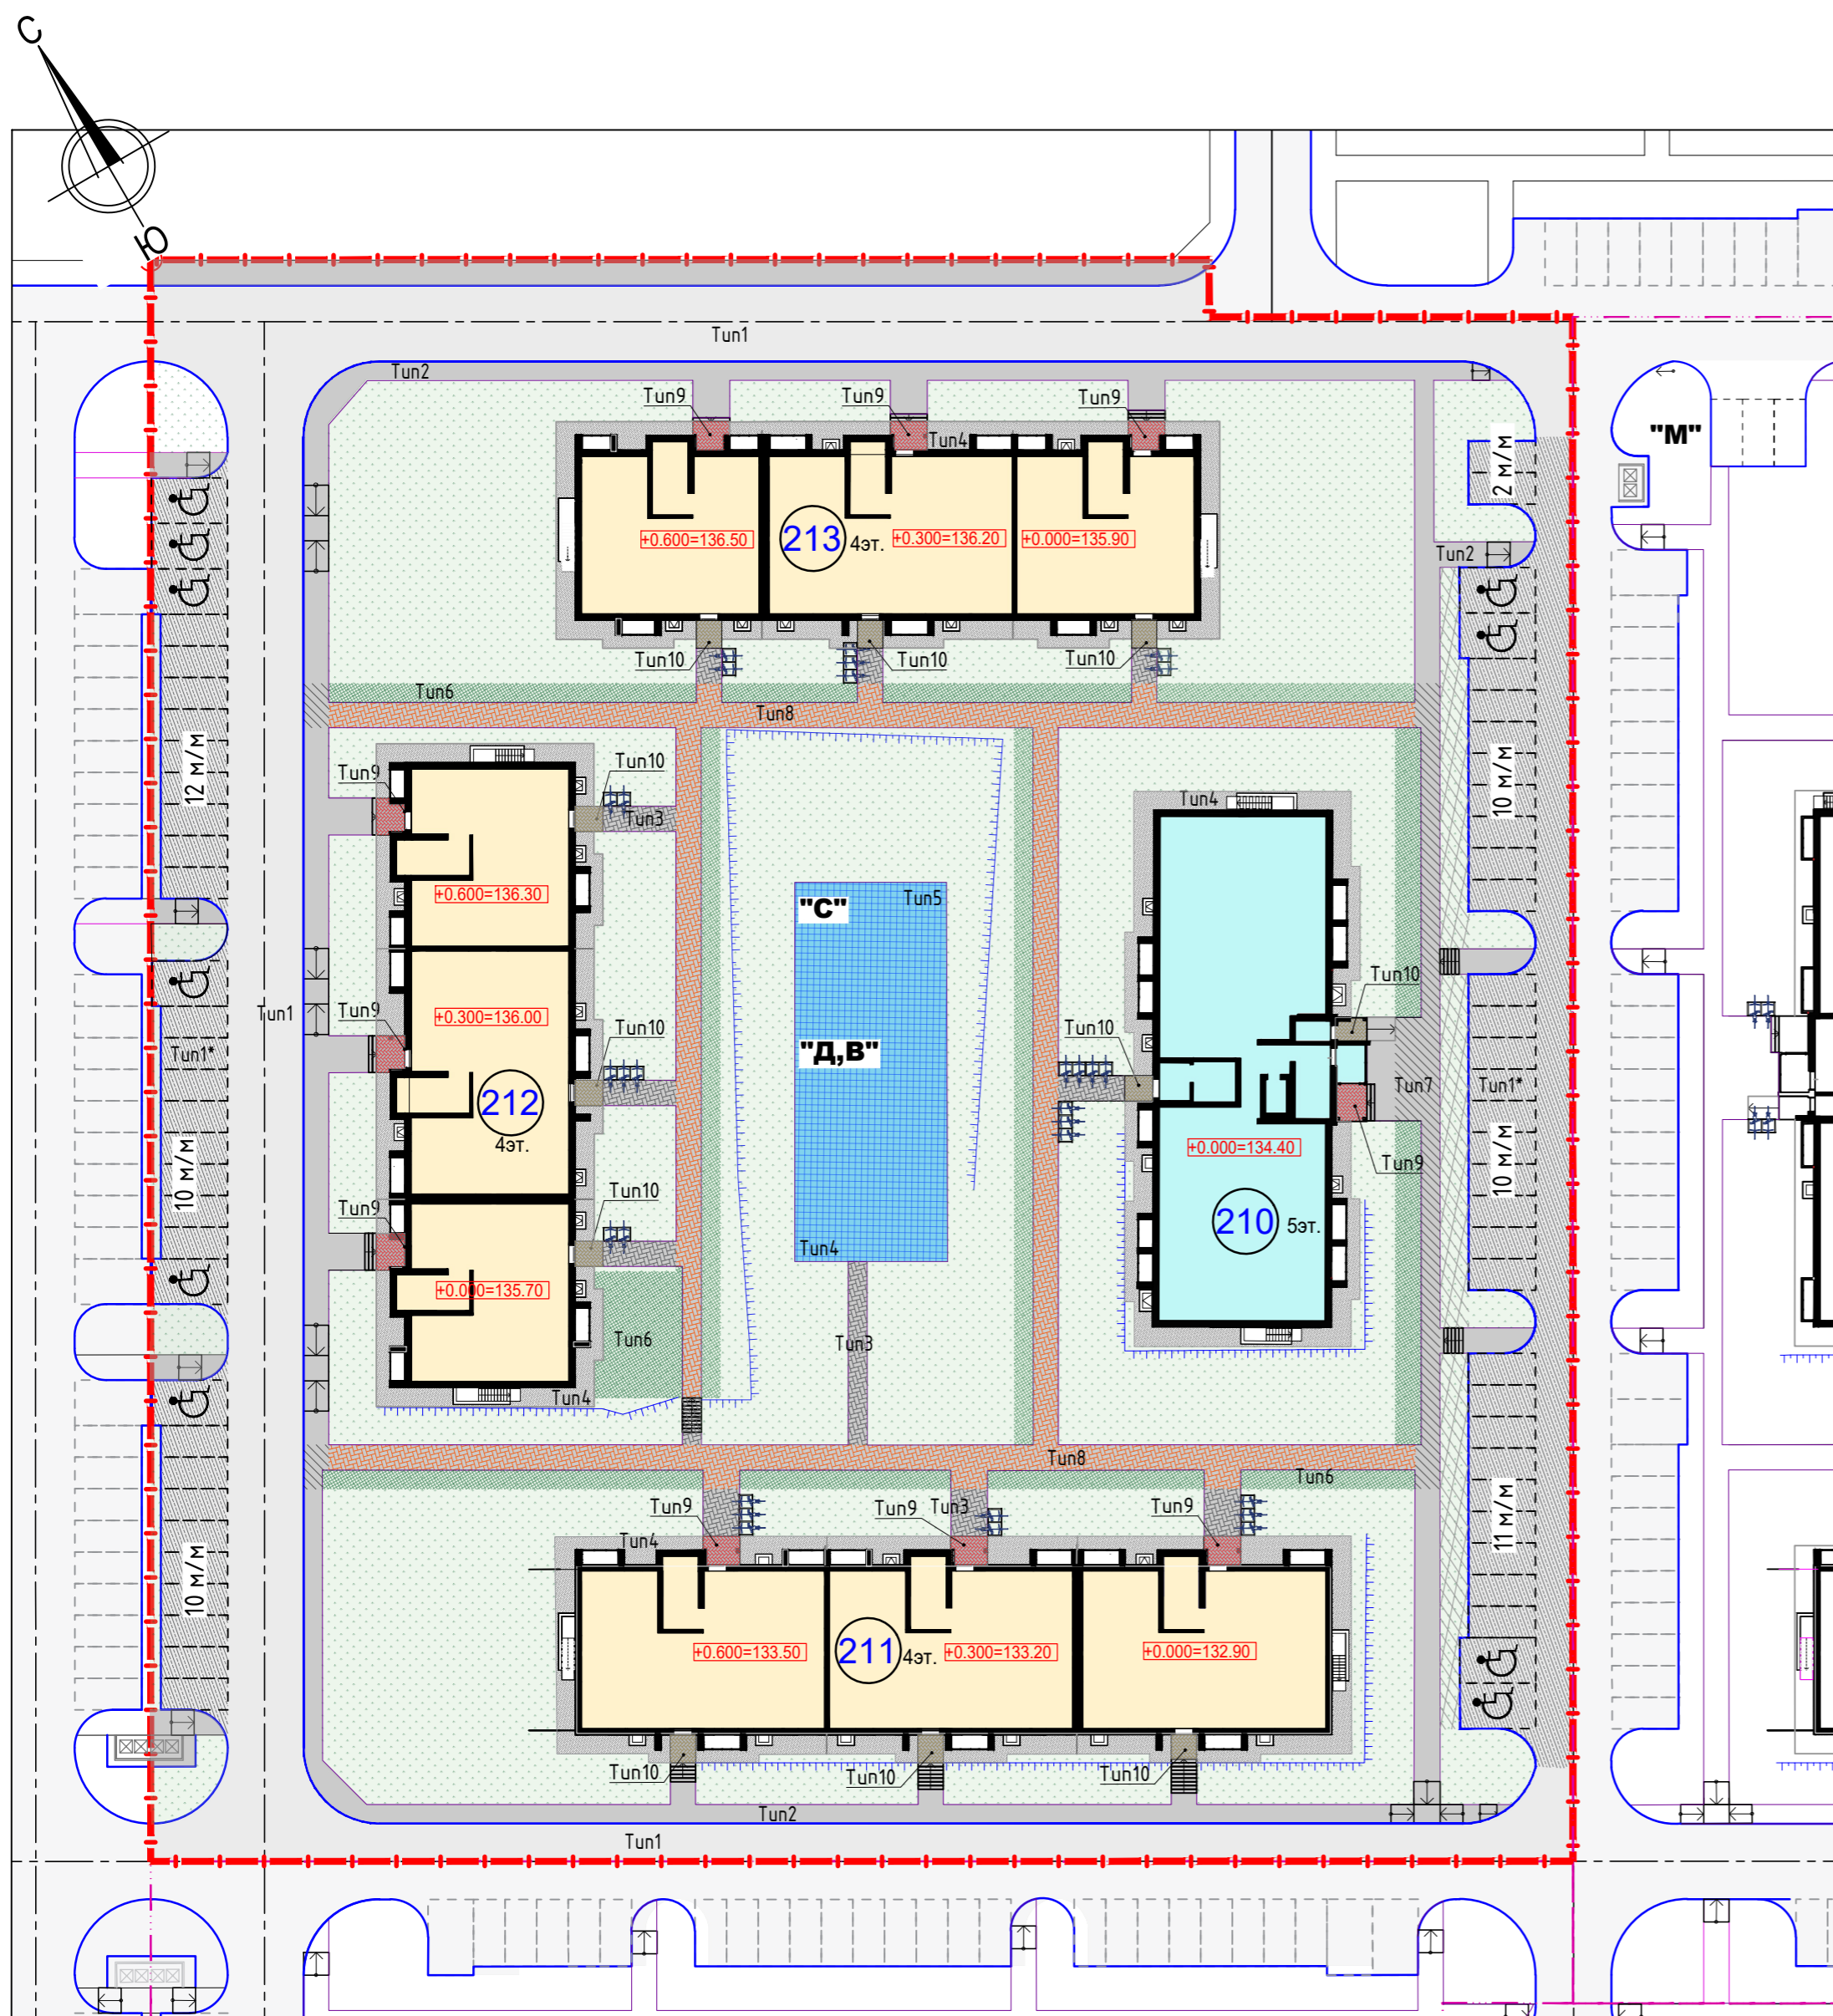 С
Ю
Тип1
Тип2
Тип9
Тип9
Тип9
Тип4
"М"
2 м/м
+0.600=136.50
213
4эт.
+0.300=136.20
+0.000=135.90
Тип2
Тип10
Тип10
Тип10
Тип6
Тип8
12 м/м
Тип9
Тип10
Тип3
10 м/м
Тип4
+0.600=136.30
"С"
Тип5
Тип10
Тип1
Тип9
+0.300=136.00
Тип10
Тип10
Тип1*
"Д,В"
Тип7
Тип1*
212
4эт.
10 м/м
10 м/м
+0.000=134.40
Тип9
Тип9
Тип10
210
5эт.
Тип4
+0.000=135.70
Тип6
Тип3
Тип4
Тип8
Тип6
Тип9
Тип9
Тип3
Тип9
11 м/м
Тип4
10 м/м
+0.600=133.50
211
4эт.
+0.300=133.20
+0.000=132.90
Тип10
Тип10
Тип10
Тип2
Тип1